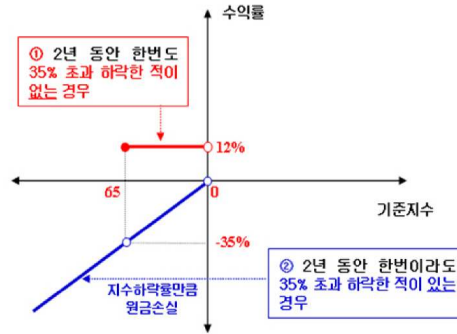 수익률
① 2년 동안 한번도
35% 초과 하락한 적이
없는 경우
12%
65
0
기준지수
-35%
지수하락률만큼
원금손실
② 2년 동안 한번이라도
35% 초과 하락한 적이 있는
경우